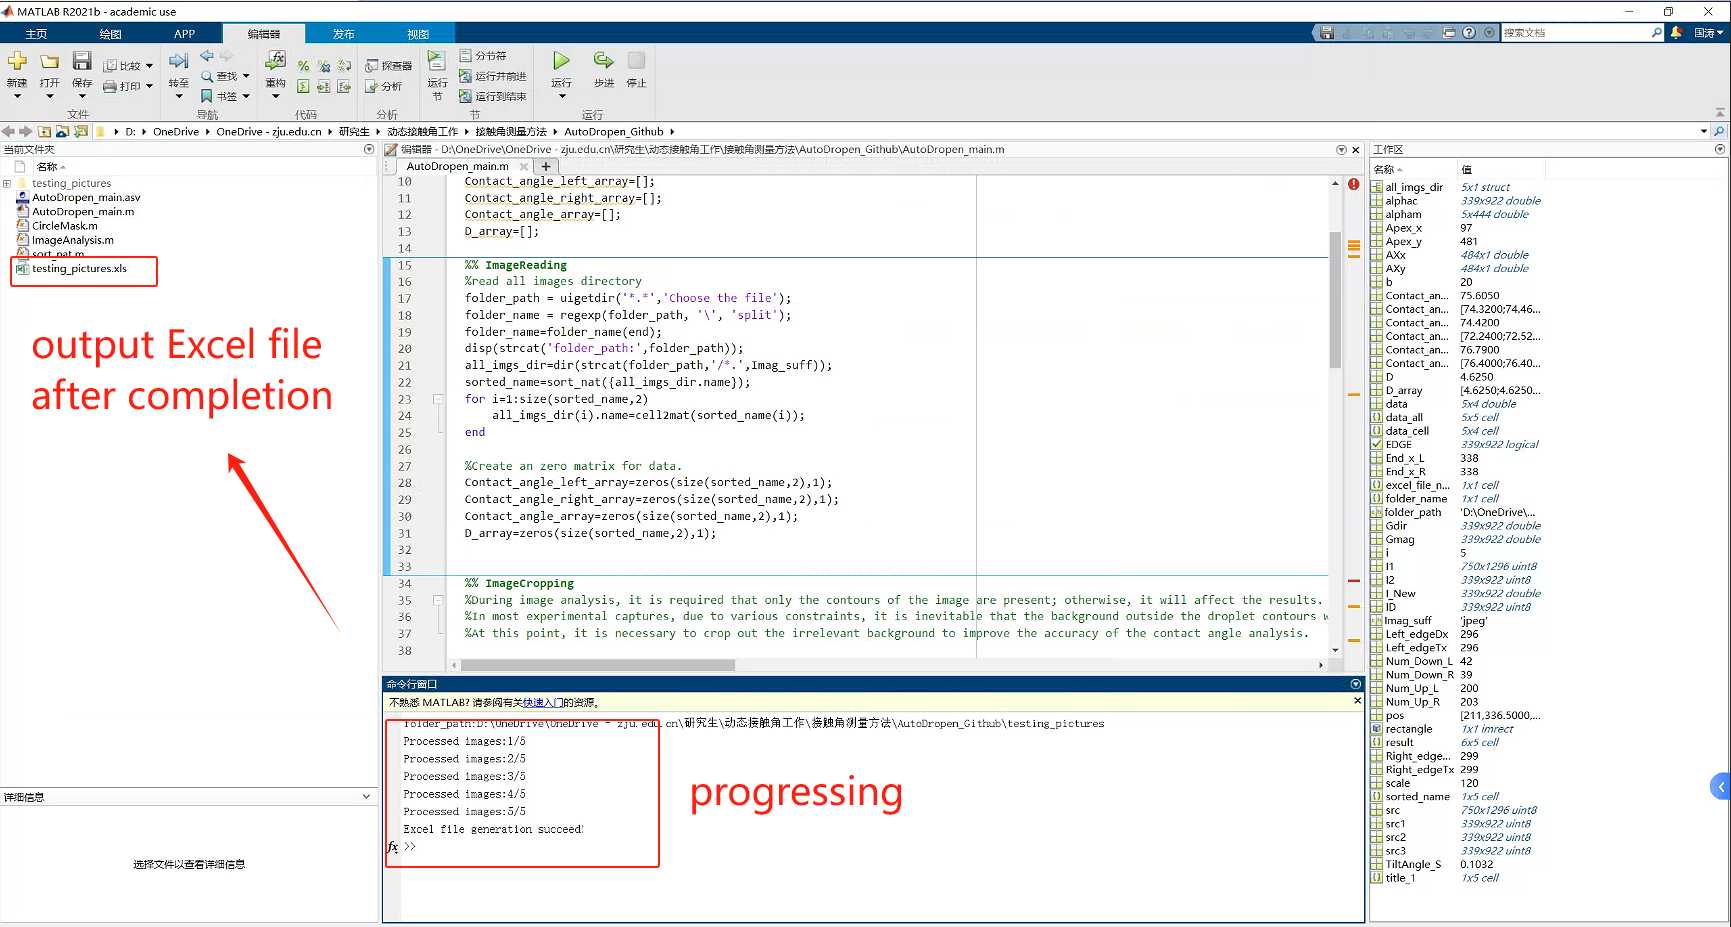 MATLAB R2021b - academic use
主页 绘图 APP 编辑器 发布 视图 搜索文档 国涛
新建 打开 保存 比较 打印 转至 查找 书签 重构 探查器 分析 运行节 分节符 运行并前进 运行到结束 运行 步进 停止
文件 导航 代码 分析 节 运行
D: OneDrive OneDrive - zju.edu.cn 研究生 动态接触角工作 接触角测量方法 AutoDropen_Github
当前文件夹
名称
testing_pictures
AutoDropen_main.asv
AutoDropen_main.m
CircleMask.m
ImageAnalysis.m
sort_nat.m
testing_pictures.xls
output Excel file
after completion
详细信息
选择文件以查看详细信息
编辑器 - D:\OneDrive\OneDrive - zju.edu.cn\研究生\动态接触角工作\接触角测量方法\AutoDropen_Github\AutoDropen_main.m
AutoDropen_main.m
10 Contact_angle_left_array=[];
11 Contact_angle_right_array=[];
12 Contact_angle_array=[];
13 D_array=[];
14
15 %% ImageReading
16 %read all images directory
17 folder_path = uigetdir('*.*','Choose the file');
18 folder_name = regexp(folder_path, '\', 'split');
19 folder_name=folder_name(end);
20 disp(strcat('folder_path:',folder_path));
21 all_imgs_dir=dir(strcat(folder_path,'/*.',Imag_suff));
22 sorted_name=sort_nat({all_imgs_dir.name});
23 for i=1:size(sorted_name,2)
24 all_imgs_dir(i).name=cell2mat(sorted_name(i));
25 end
26
27 %Create an zero matrix for data.
28 Contact_angle_left_array=zeros(size(sorted_name,2),1);
29 Contact_angle_right_array=zeros(size(sorted_name,2),1);
30 Contact_angle_array=zeros(size(sorted_name,2),1);
31 D_array=zeros(size(sorted_name,2),1);
32
33
34 %% ImageCropping
35 %During image analysis, it is required that only the contours of the image are present; otherwise, it will affect the results.
36 %In most experimental captures, due to various constraints, it is inevitable that the background outside the droplet contours w
37 %At this point, it is necessary to crop out the irrelevant background to improve the accuracy of the contact angle analysis.
38
命令行窗口
不熟悉 MATLAB? 请参阅有关快速入门的资源。
folder_path:D:\OneDrive\OneDrive - zju.edu.cn\研究生\动态接触角工作\接触角测量方法\AutoDropen_Github\testing_pictures
Processed images:1/5
Processed images:2/5
Processed images:3/5
Processed images:4/5
Processed images:5/5
Excel file generation succeed!
fx >>
progressing
工作区
名称 值
all_imgs_dir 5x1 struct
alphac 339x922 double
alpham 5x444 double
Apex_x 97
Apex_y 481
AXx 484x1 double
AXy 484x1 double
b 20
Contact_an... 75.6050
Contact_an... [74.3200;74.46...
Contact_an... 74.4200
Contact_an... [72.2400;72.52...
Contact_an... 76.7900
Contact_an... [76.4000;76.40...
D 4.6250
D_array [4.6250;4.6250...
data 5x4 double
data_all 5x5 cell
data_cell 5x4 cell
EDGE 339x922 logical
End_x_L 338
End_x_R 338
excel_file_n... 1x1 cell
folder_name 1x1 cell
folder_path 'D:\OneDrive\...
Gdir 339x922 double
Gmag 339x922 double
i 5
I1 750x1296 uint8
I2 339x922 uint8
I_New 339x922 double
ID 339x922 uint8
Imag_suff 'jpeg'
Left_edgeDx 296
Left_edgeTx 296
Num_Down_L 42
Num_Down_R 39
Num_Up_L 200
Num_Up_R 203
pos [211,336.5000,...
rectangle 1x1 imrect
result 6x5 cell
Right_edge... 299
Right_edgeTx 299
scale 120
sorted_name 1x5 cell
src 750x1296 uint8
src1 339x922 uint8
src2 339x922 uint8
src3 339x922 uint8
TiltAngle_S 0.1032
title_1 1x5 cell